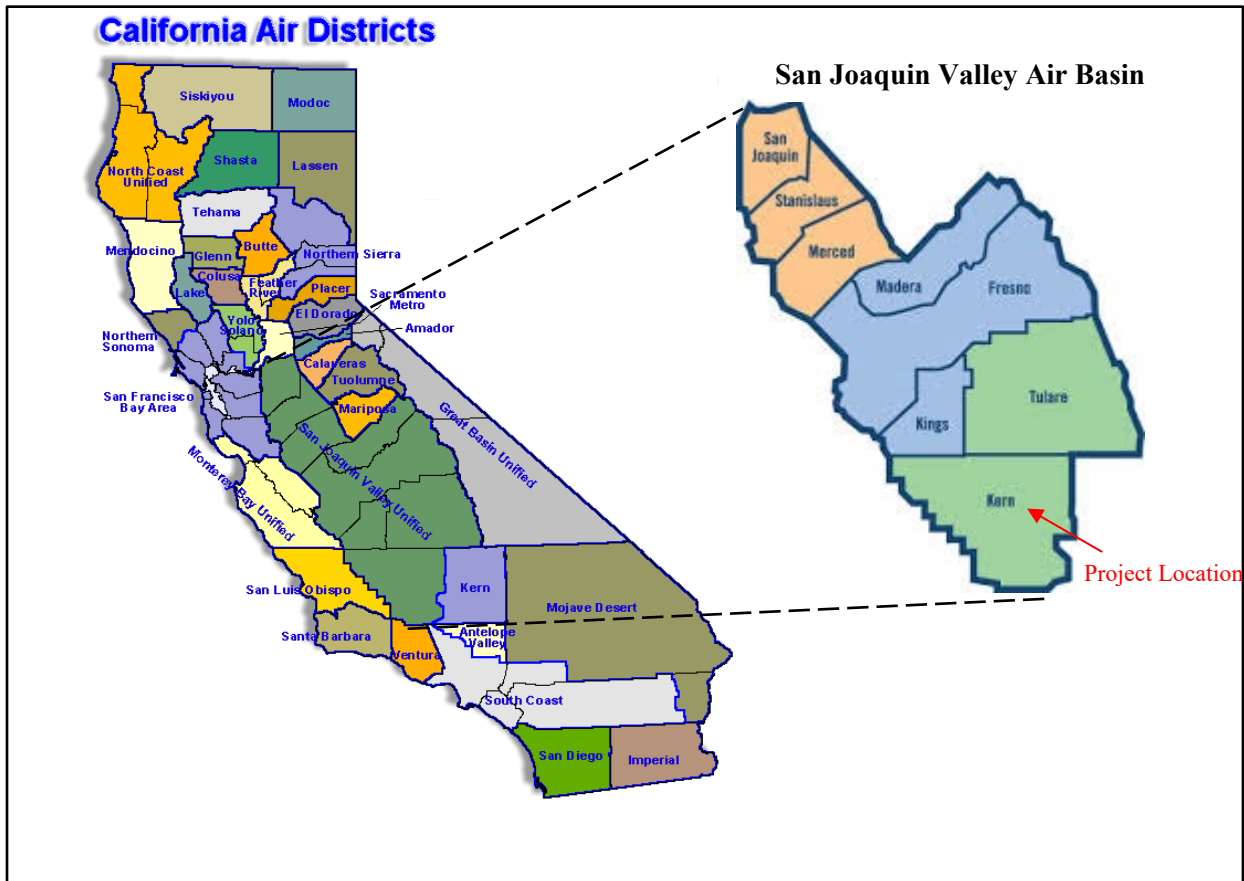 California Air Districts
San Joaquin Valley Air Basin
Siskiyou
Modoc
Shasta
Lassen
North Coast
Unified
Tehama
Mendocino
Butte
Glenn
Northern Sierra
Colusa
Feather
River
Lake
Placer
Sacramento
Metro
El Dorado
Yolo
Solano
Amador
Northern
Sonoma
Calaveras
Tuolumne
San Francisco
Bay Area
Mariposa
Great Basin Unified
San Joaquin Valley Unified
Monterey Bay Unified
San Luis Obispo
Kern
Mojave Desert
Santa Barbara
Ventura
Antelope
Valley
South Coast
San Diego
Imperial
San
Joaquin
Stanislaus
Merced
Madera
Fresno
Tulare
Kings
Kern
Project Location